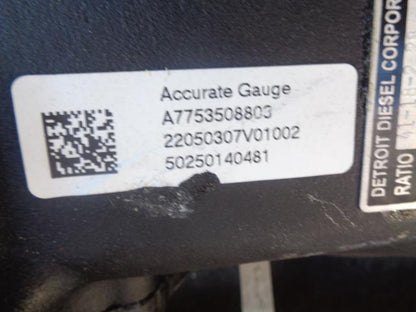 Accurate Gauge
A7753508803
22050307V01002
50250140481
DETROIT DIESEL CORPOR
RATIO